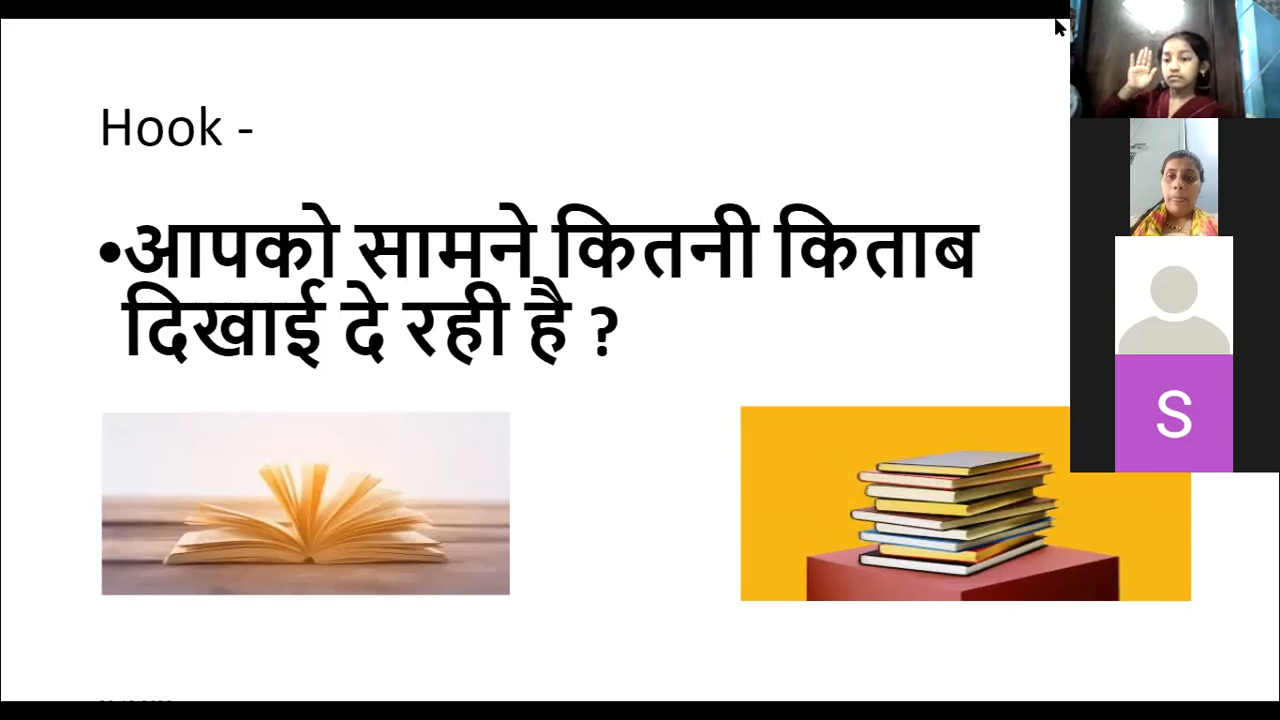 Hook -
•आपको सामने कितनी किताब
दिखाई दे रही है ?
S